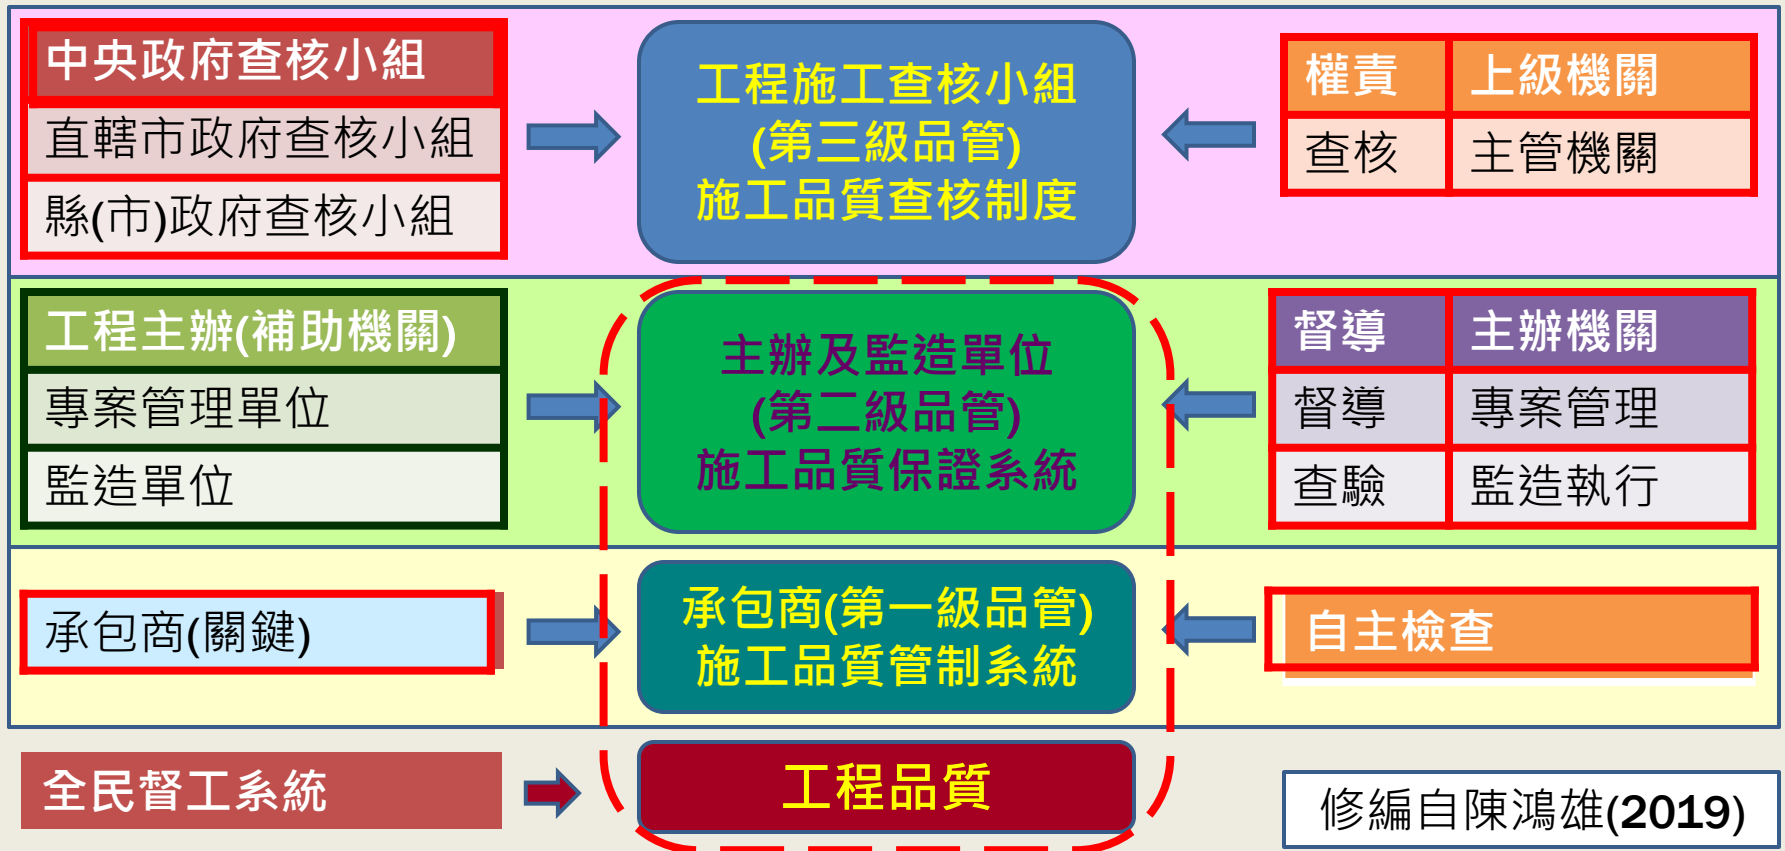 中央政府查核小組
直轄市政府查核小組
縣(市)政府查核小組
工程施工查核小組
(第三級品管)
施工品質查核制度
權責 上級機關
查核 主管機關
工程主辦(補助機關)
專案管理單位
監造單位
主辦及監造單位
(第二級品管)
施工品質保證系統
督導 主辦機關
督導 專案管理
查驗 監造執行
承包商(關鍵)
承包商(第一級品管)
施工品質管制系統
自主檢查
全民督工系統
工程品質
修編自陳鴻雄(2019)